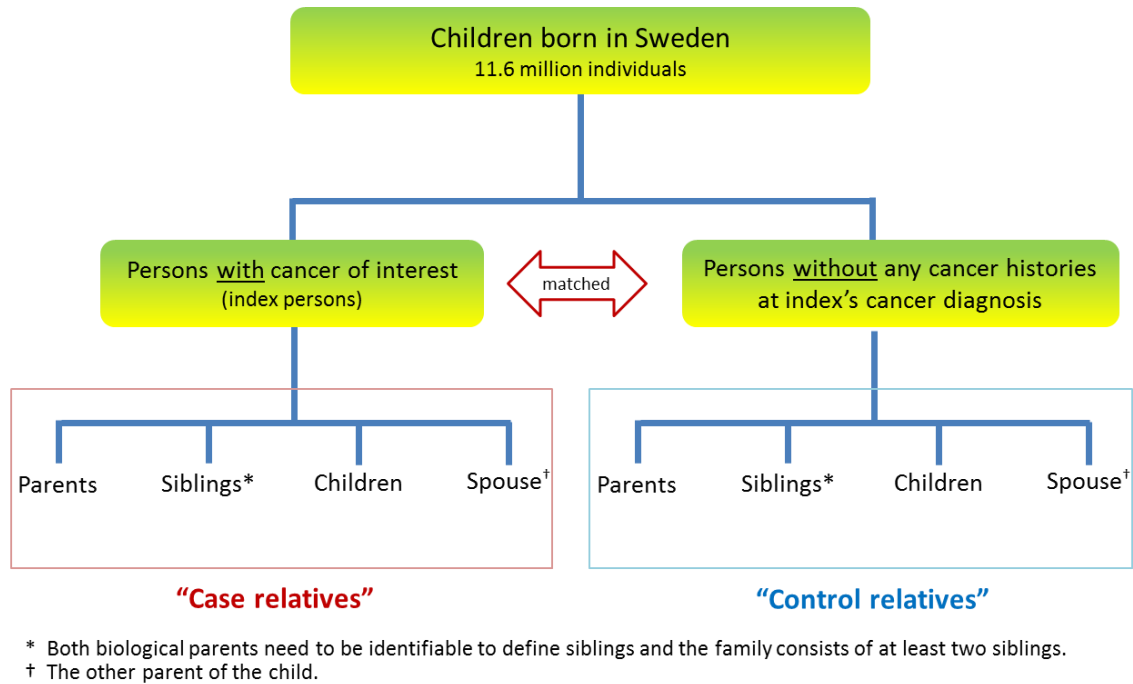 Children born in Sweden
11.6 million individuals
Persons with cancer of interest
(index persons)
matched
Persons without any cancer histories
at index’s cancer diagnosis
Parents
Siblings*
Children
Spouse†
Parents
Siblings*
Children
Spouse†
“Case relatives”
“Control relatives”
* Both biological parents need to be identifiable to define siblings and the family consists of at least two siblings.
† The other parent of the child.